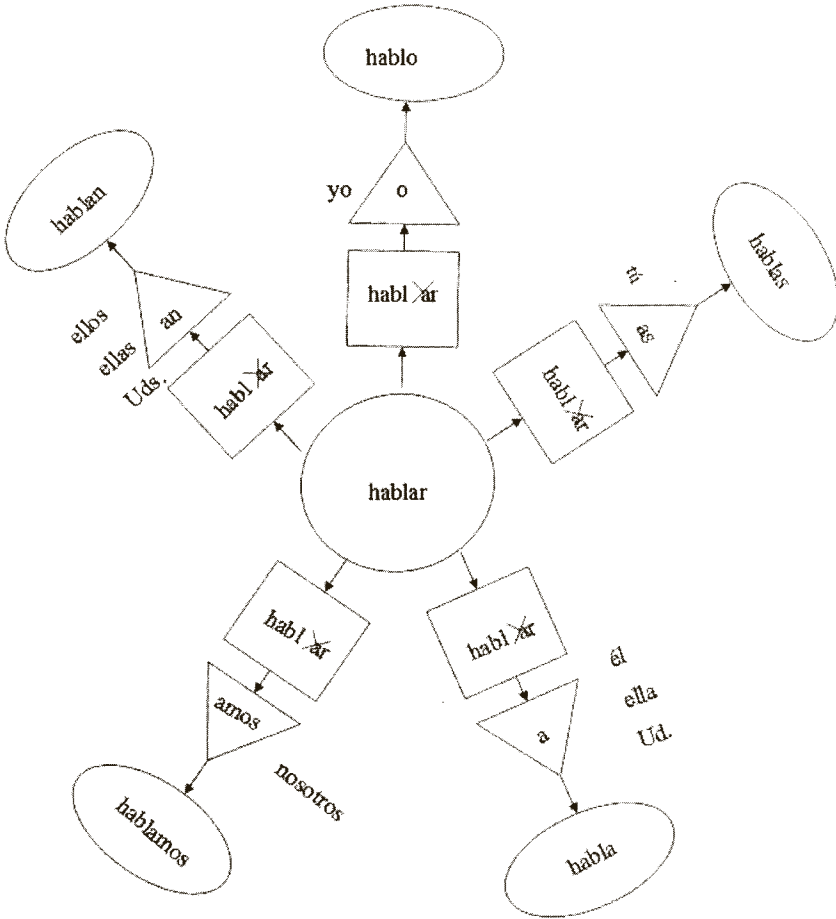 hablo
yo
o
habl ar
hablan
ellos
ellas
Uds.
an
habl ar
tú
hablas
as
habl ar
hablar
habl ar
amos
nosotros
hablamos
habl ar
él
ella
Ud.
a
habla